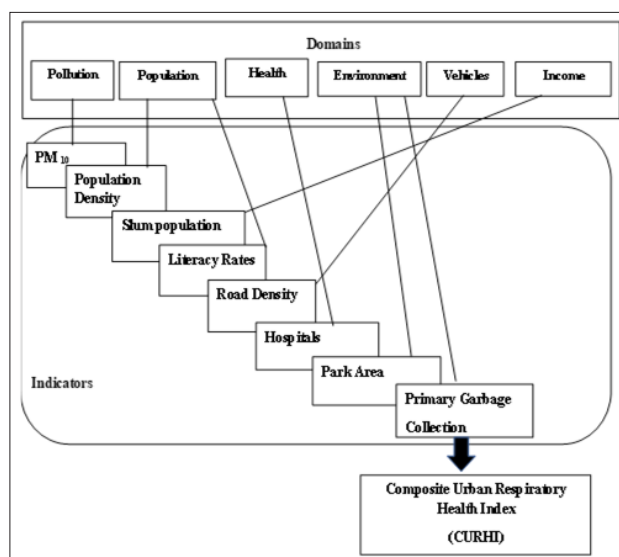 Domains
Pollution
Population
Health
Environment
Vehicles
Income
PM 10
Population
Density
Slum population
Literacy Rates
Road Density
Hospitals
Park Area
Indicators
Primary Garbage
Collection
Composite Urban Respiratory
Health Index
(CURHI)